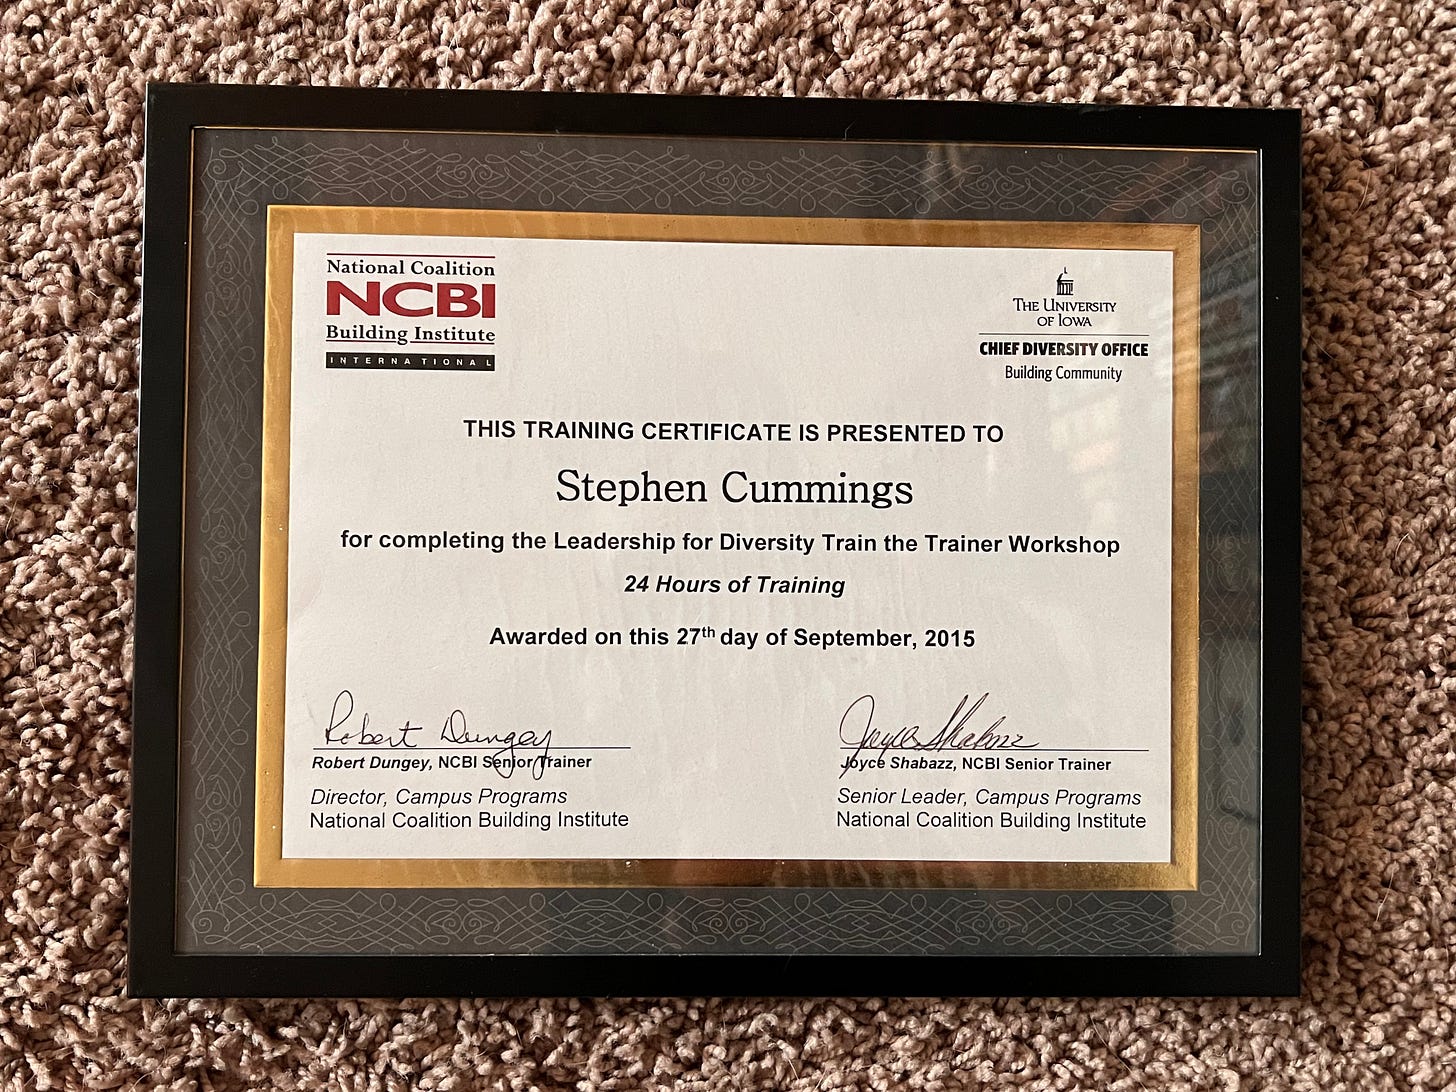 National Coalition
NCBI
Building Institute
INTERNATIONAL
THE UNIVERSITY
OF IOWA
CHIEF DIVERSITY OFFICE
Building Community
THIS TRAINING CERTIFICATE IS PRESENTED TO
Stephen Cummings
for completing the Leadership for Diversity Train the Trainer Workshop
24 Hours of Training
Awarded on this 27th day of September, 2015
Robert Dungey
Robert Dungey, NCBI Senior Trainer
Director, Campus Programs
National Coalition Building Institute
Joyce Shabazz
Joyce Shabazz, NCBI Senior Trainer
Senior Leader, Campus Programs
National Coalition Building Institute